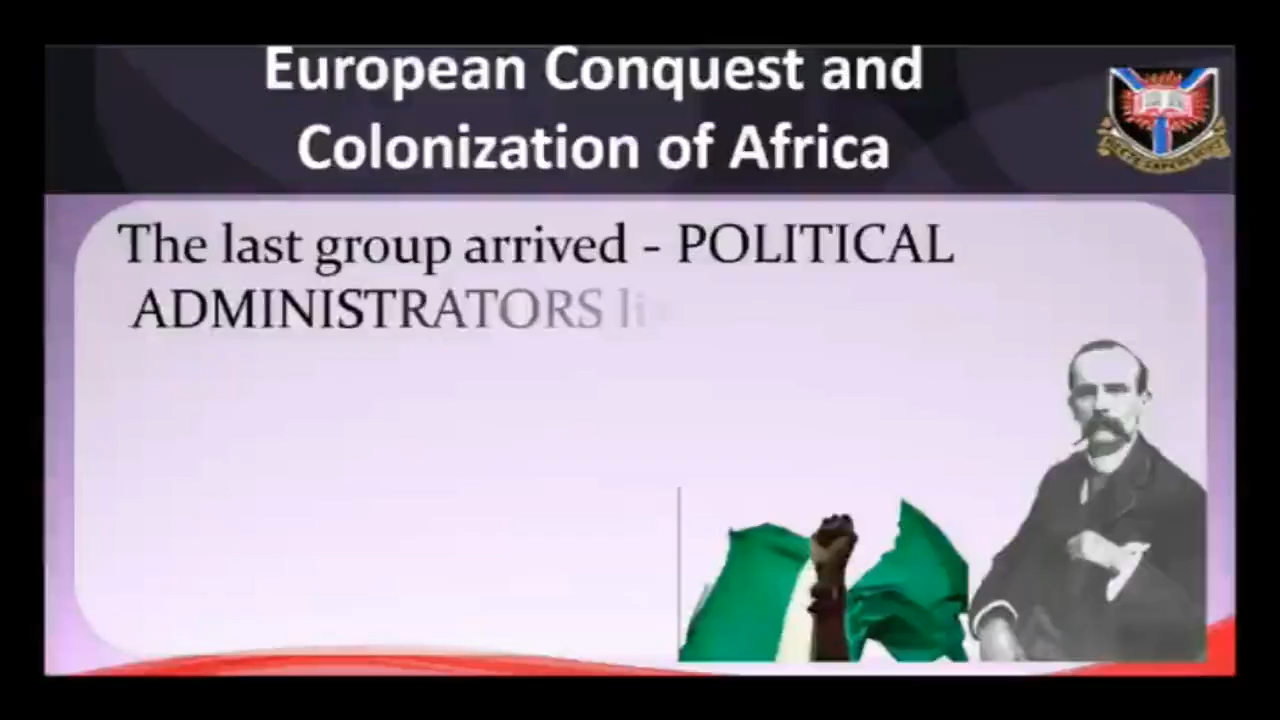 European Conquest and
Colonization of Africa
The last group arrived - POLITICAL
ADMINISTRATORS